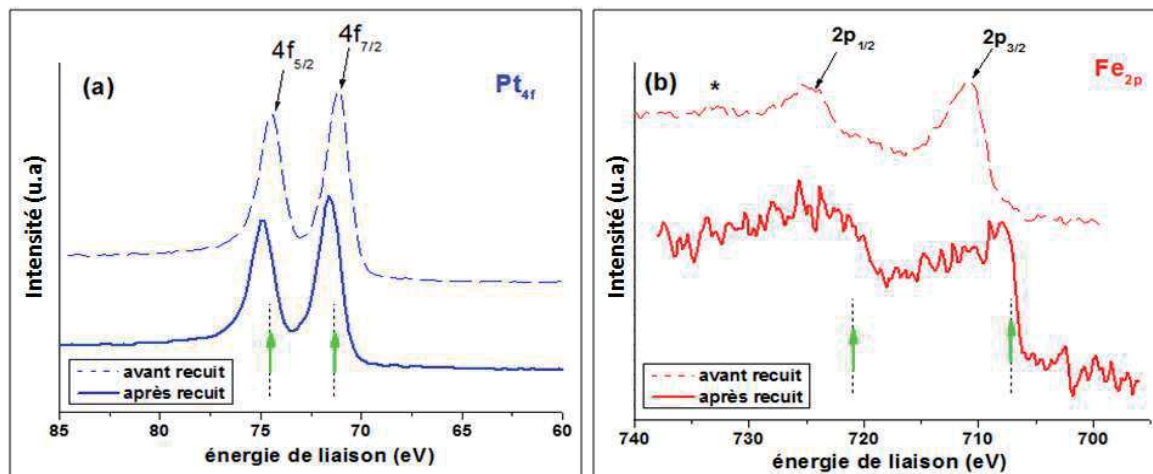 (a)
4f5/2
4f7/2
Pt4f
Intensité (u.a)
avant recuit
après recuit
85 80 75 70 65 60
énergie de liaison (eV)
(b)
*
2p1/2
2p3/2
Fe2p
Intensité (u.a)
avant recuit
après recuit
740 730 720 710 700
énergie de liaison (eV)